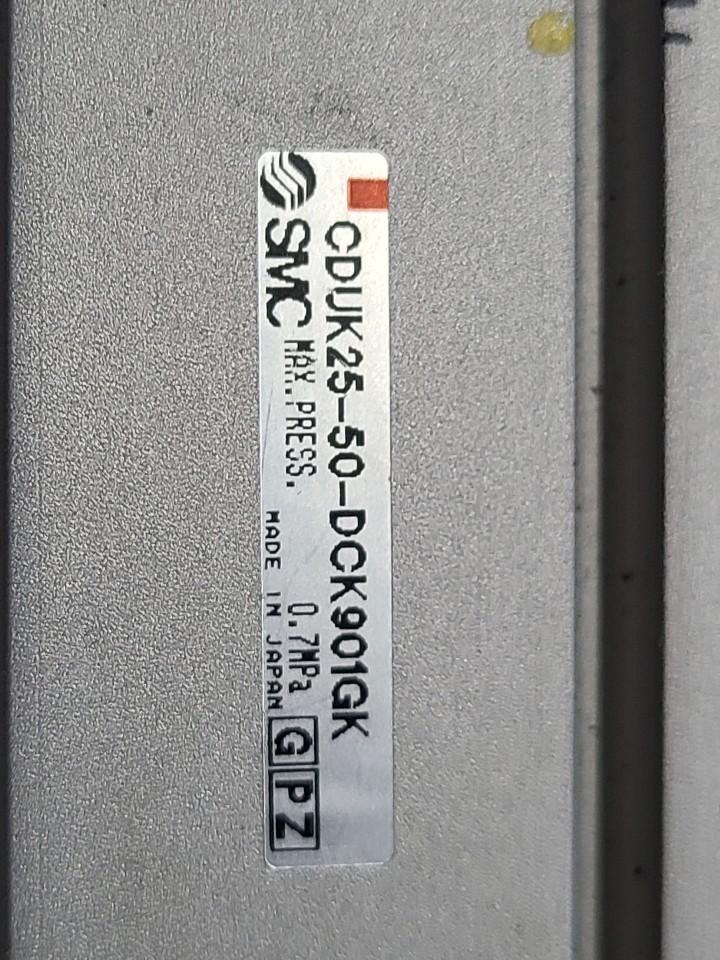 CDUK25-50-DCK901GK
SMC MAX.PRESS. 0.7MPa
MADE IN JAPAN G PZ